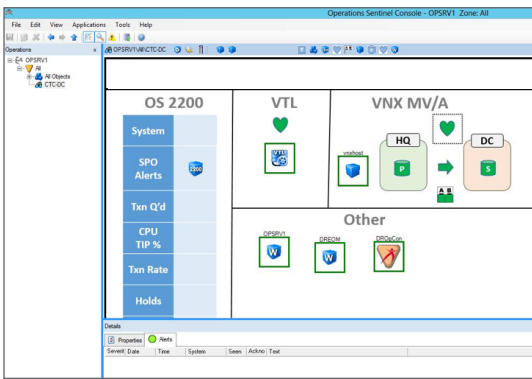 Operations Sentinel Console - OPSRV1 Zone: All
File Edit View Applications Tools Help
Operations x
OPSRV1
All
All Objects
CTC-DC
OPSRV1\All\CTC-DC
OS 2200
System
SPO Alerts
2200
Txn Q'd
CPU TIP %
Txn Rate
Holds
VTL
VTL
VNX MV/A
vnxhost
HQ
P
DC
S
A B
Other
OPSRV1
W
DREOM
W
DROpCon
Details
Properties Alerts
Severit Date Time System Seen Ackno Text